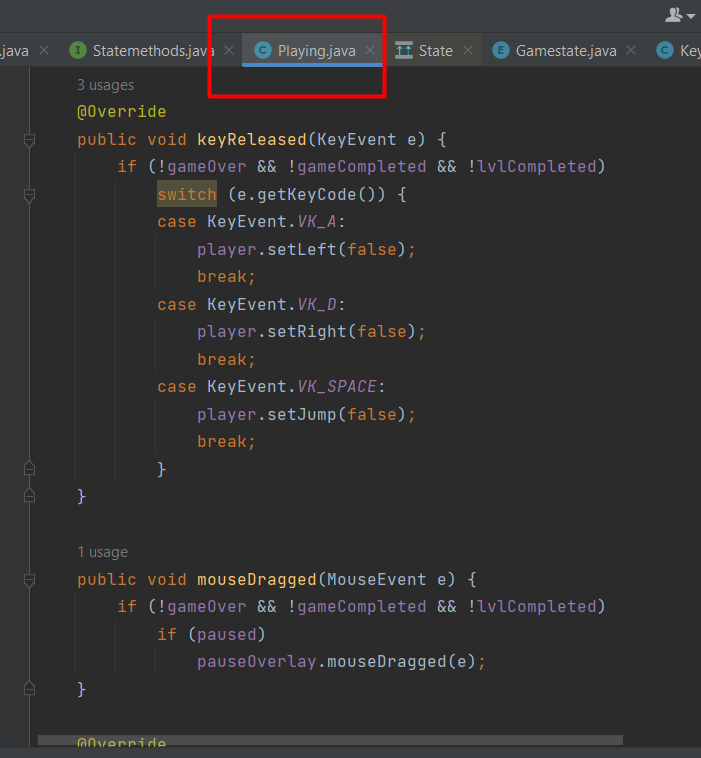 .java Statemethods.java Playing.java State Gamestate.java Key
3 usages
@Override
public void keyReleased(KeyEvent e) {
if (!gameOver && !gameCompleted && !lvlCompleted)
switch (e.getKeyCode()) {
case KeyEvent.VK_A:
player.setLeft(false);
break;
case KeyEvent.VK_D:
player.setRight(false);
break;
case KeyEvent.VK_SPACE:
player.setJump(false);
break;
}
}
1 usage
public void mouseDragged(MouseEvent e) {
if (!gameOver && !gameCompleted && !lvlCompleted)
if (paused)
pauseOverlay.mouseDragged(e);
}
@Override